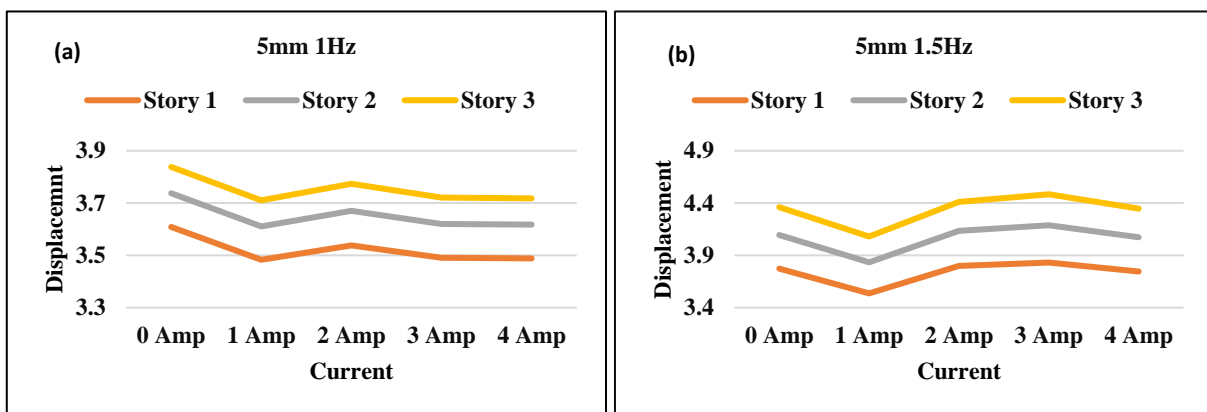 (a)
5mm 1Hz
Story 1 Story 2 Story 3
Displacemnt
3.9
3.7
3.5
3.3
0 Amp 1 Amp 2 Amp 3 Amp 4 Amp
Current
(b)
5mm 1.5Hz
Story 1 Story 2 Story 3
Displacement
4.9
4.4
3.9
3.4
0 Amp 1 Amp 2 Amp 3 Amp 4 Amp
Current